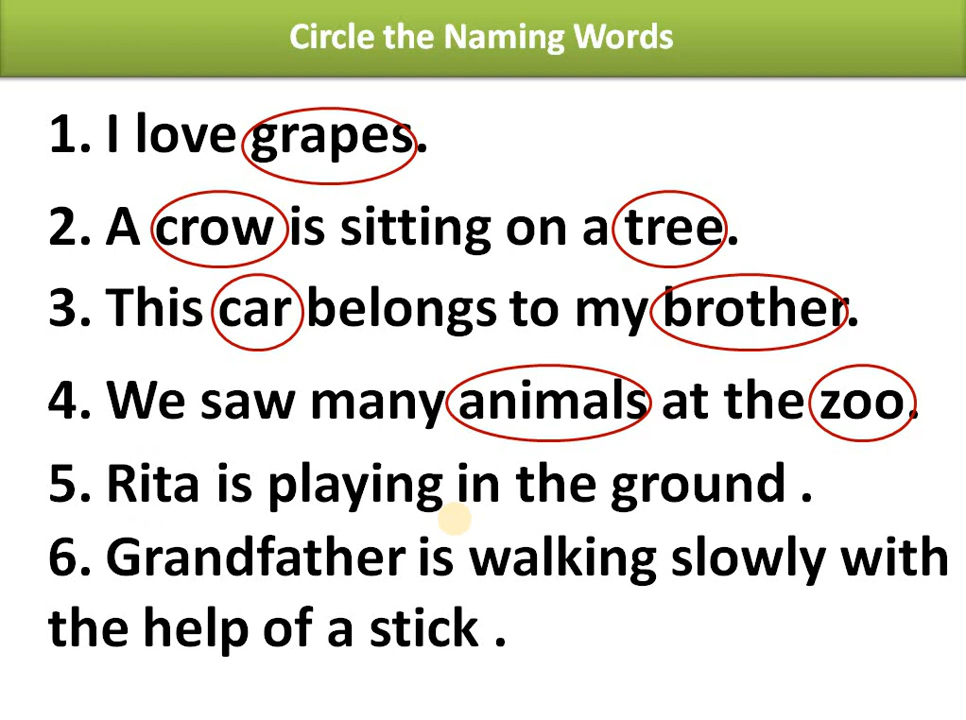 Circle the Naming Words
1. I love grapes.
2. A crow is sitting on a tree.
3. This car belongs to my brother.
4. We saw many animals at the zoo.
5. Rita is playing in the ground .
6. Grandfather is walking slowly with
the help of a stick .